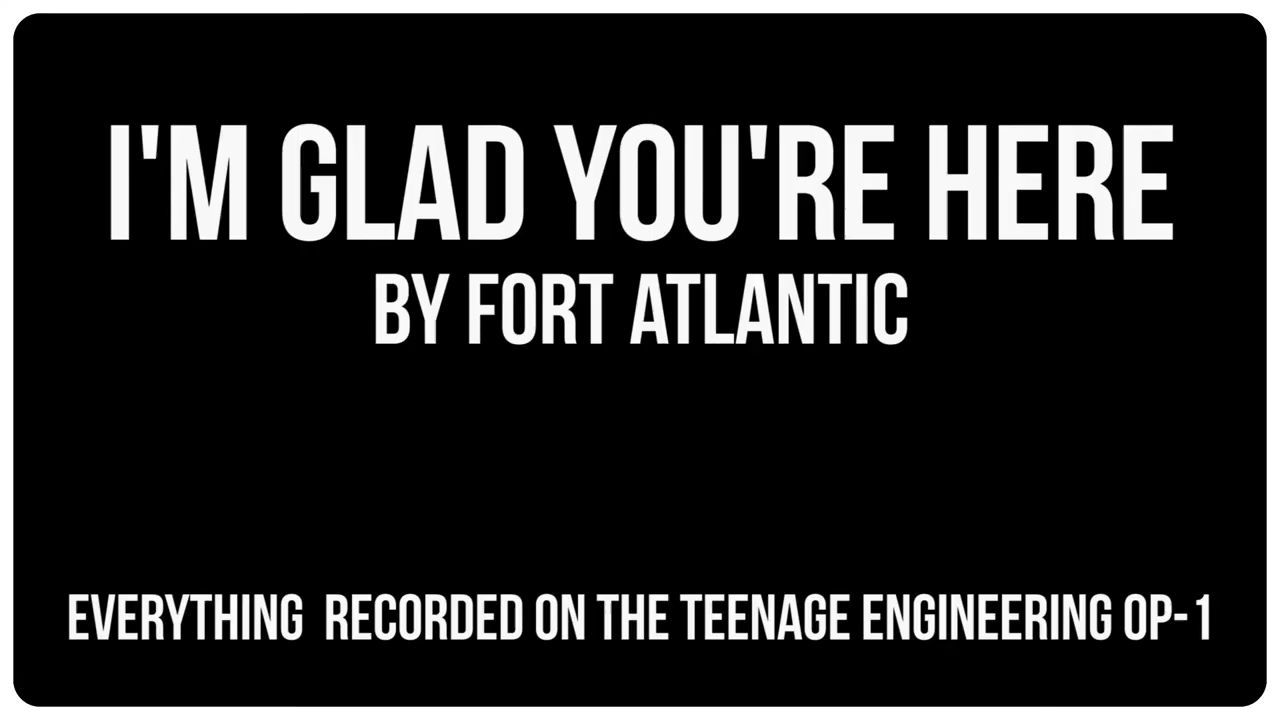 I'M GLAD YOU'RE HERE
BY FORT ATLANTIC
EVERYTHING RECORDED ON THE TEENAGE ENGINEERING OP-1